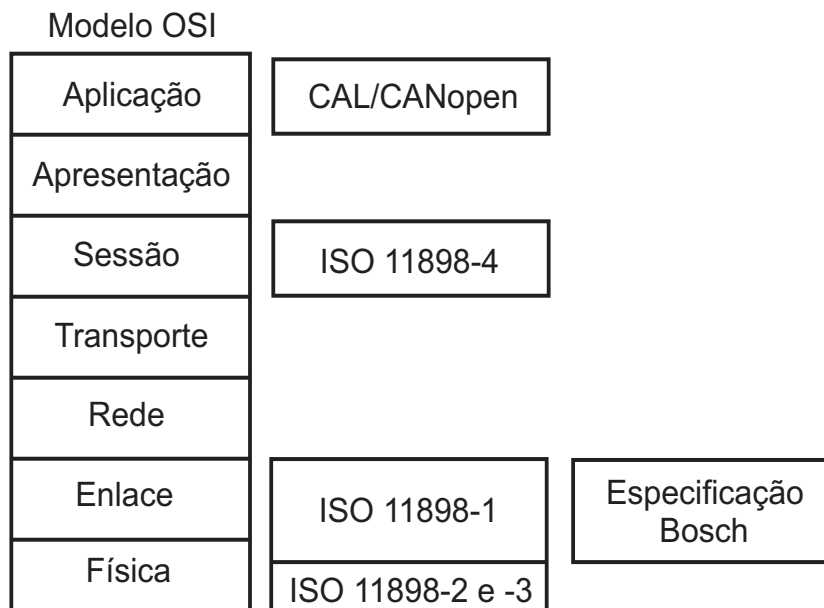 Modelo OSI
Aplicação
CAL/CANopen
Apresentação
Sessão
ISO 11898-4
Transporte
Rede
Enlace
ISO 11898-1
Especificação
Bosch
Física
ISO 11898-2 e -3